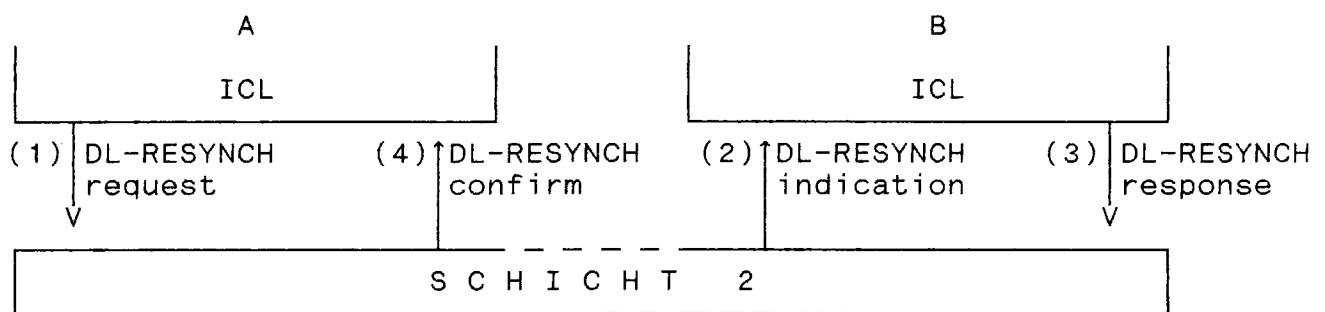 A B
ICL ICL
(1) DL-RESYNCH (4) DL-RESYNCH (2) DL-RESYNCH (3) DL-RESYNCH
request confirm indication response
SCHICHT 2